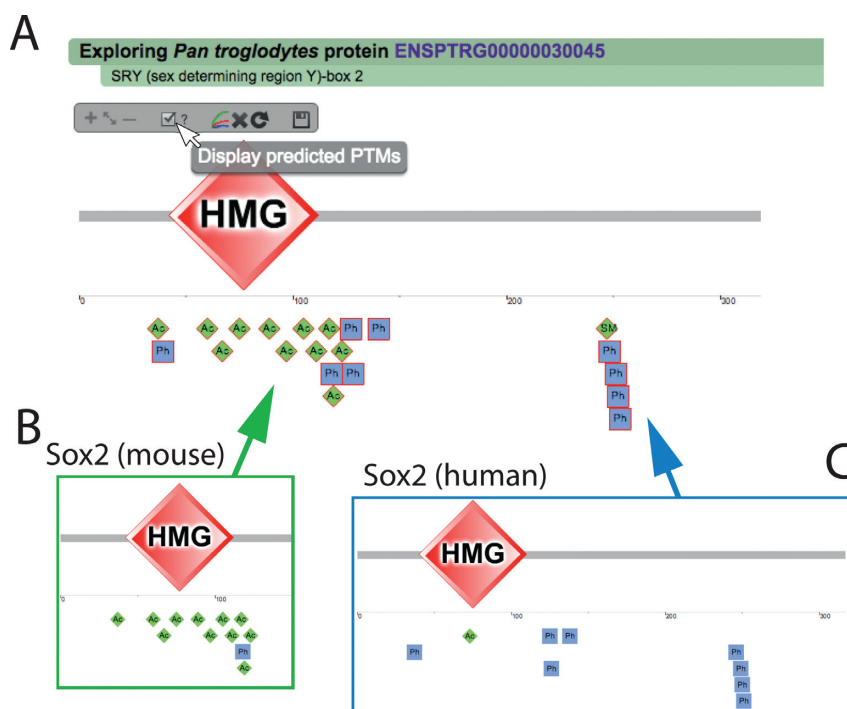 A
Exploring Pan troglodytes protein ENSPTRG00000030045
SRY (sex determining region Y)-box 2
?
Display predicted PTMs
HMG
0 100 200 300
Ac Ac Ac Ac Ac Ac Ph Ph SM
Ph Ac Ac Ac Ac Ph
Ph Ph Ph
Ac Ph
Ph
B
Sox2 (mouse)
HMG
0 100
Ac Ac Ac Ac Ac Ac
Ac Ac Ac Ac
Ph
Ac
C
Sox2 (human)
HMG
0 100 200 300
Ac Ph Ph
Ph Ph Ph
Ph
Ph
Ph